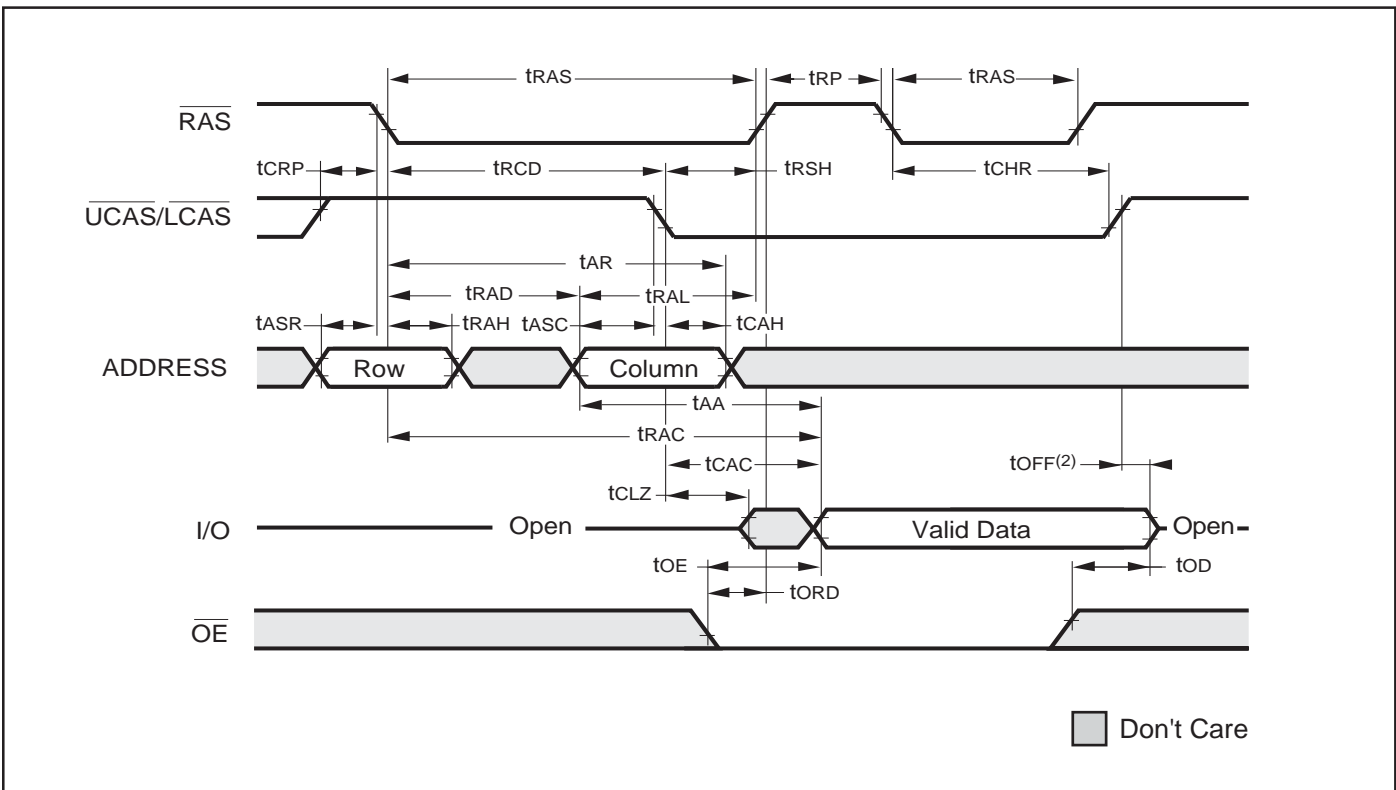 tRAS tRP tRAS
RAS
tCRP tRCD tRSH tCHR
UCAS/LCAS
tAR
tRAD tRAL
tASR tRAH tASC tCAH
ADDRESS Row Column
tAA
tRAC
tCAC tOFF(2)
tCLZ
I/O Open Valid Data Open
tOE tOD
tORD
OE
Don't Care